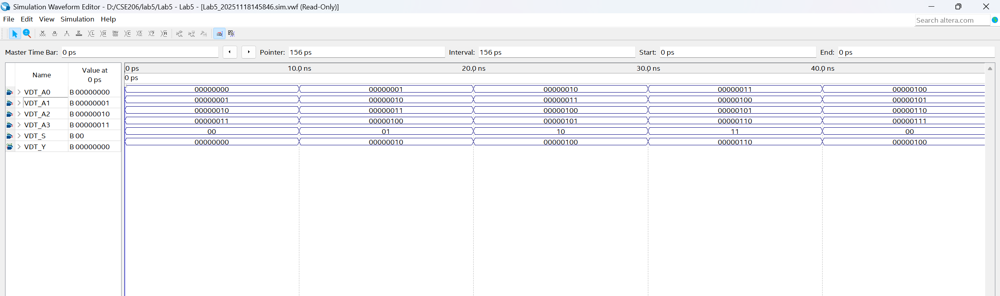 Simulation Waveform Editor - D:/CSE206/lab5/Lab5 - Lab5 - [Lab5_20251118145846.sim.vwf (Read-Only)]
File Edit View Simulation Help
Search altera.com
Master Time Bar: 0 ps Pointer: 156 ps Interval: 156 ps Start: 0 ps End: 0 ps
Name Value at 0 ps
0 ps 10.0 ns 20.0 ns 30.0 ns 40.0 ns
0 ps
VDT_A0 B 00000000 00000000 00000001 00000010 00000011 00000100
VDT_A1 B 00000001 00000001 00000010 00000011 00000100 00000101
VDT_A2 B 00000010 00000010 00000011 00000100 00000101 00000110
VDT_A3 B 00000011 00000011 00000100 00000101 00000110 00000111
VDT_S B 00 00 01 10 11 00
VDT_Y B 00000000 00000000 00000010 00000100 00000110 00000100